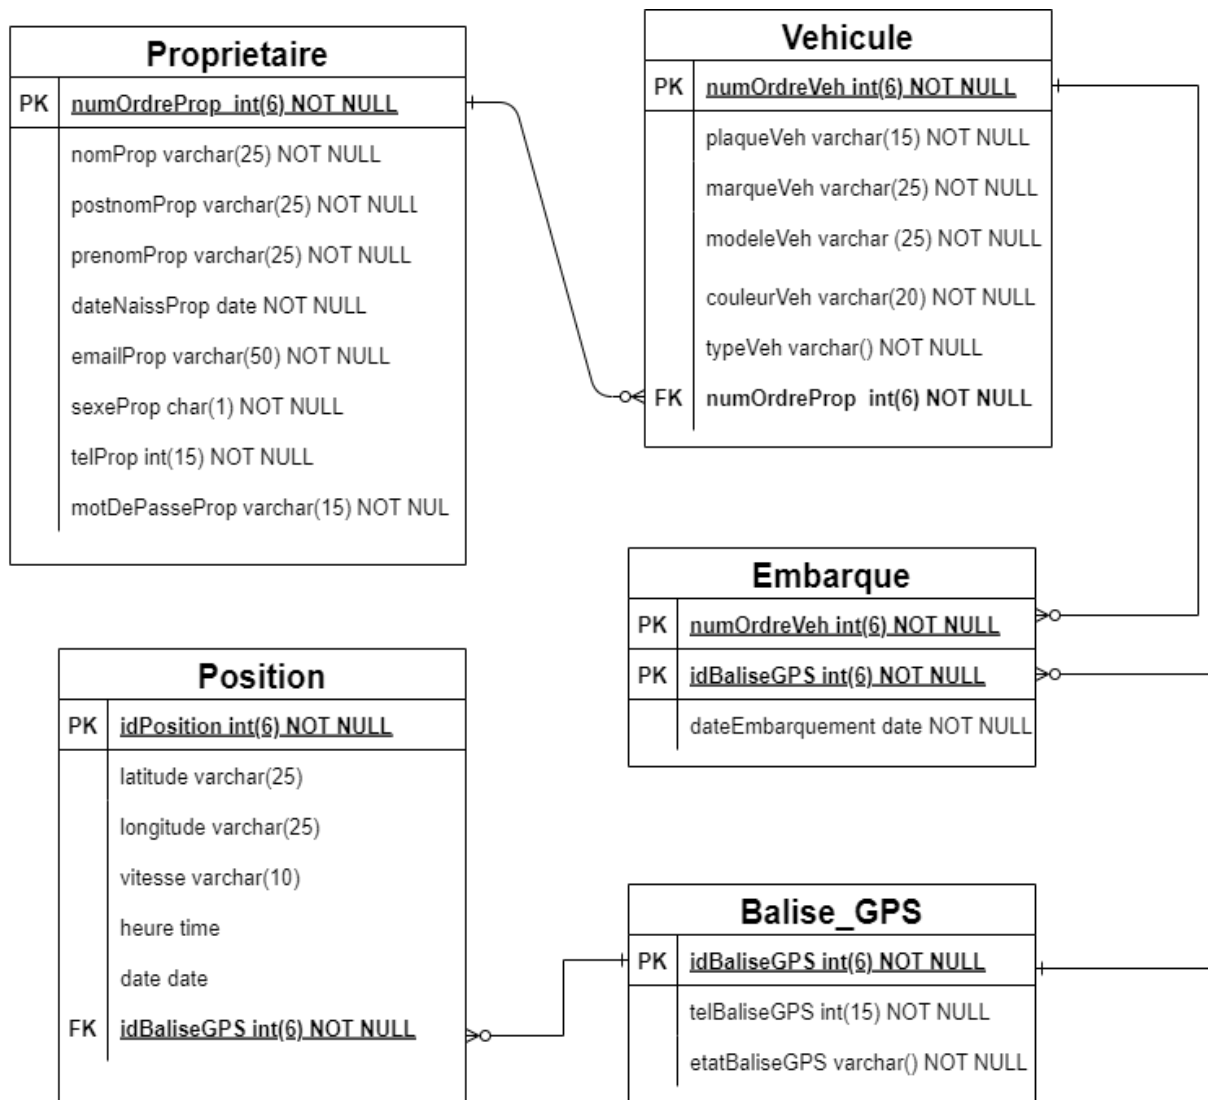 Proprietaire
PK numOrdreProp int(6) NOT NULL
nomProp varchar(25) NOT NULL
postnomProp varchar(25) NOT NULL
prenomProp varchar(25) NOT NULL
dateNaissProp date NOT NULL
emailProp varchar(50) NOT NULL
sexeProp char(1) NOT NULL
telProp int(15) NOT NULL
motDePasseProp varchar(15) NOT NUL
Vehicule
PK numOrdreVeh int(6) NOT NULL
plaqueVeh varchar(15) NOT NULL
marqueVeh varchar(25) NOT NULL
modeleVeh varchar (25) NOT NULL
couleurVeh varchar(20) NOT NULL
typeVeh varchar() NOT NULL
FK numOrdreProp int(6) NOT NULL
Embarque
PK numOrdreVeh int(6) NOT NULL
PK idBaliseGPS int(6) NOT NULL
dateEmbarquement date NOT NULL
Position
PK idPosition int(6) NOT NULL
latitude varchar(25)
longitude varchar(25)
vitesse varchar(10)
heure time
date date
FK idBaliseGPS int(6) NOT NULL
Balise_GPS
PK idBaliseGPS int(6) NOT NULL
telBaliseGPS int(15) NOT NULL
etatBaliseGPS varchar() NOT NULL